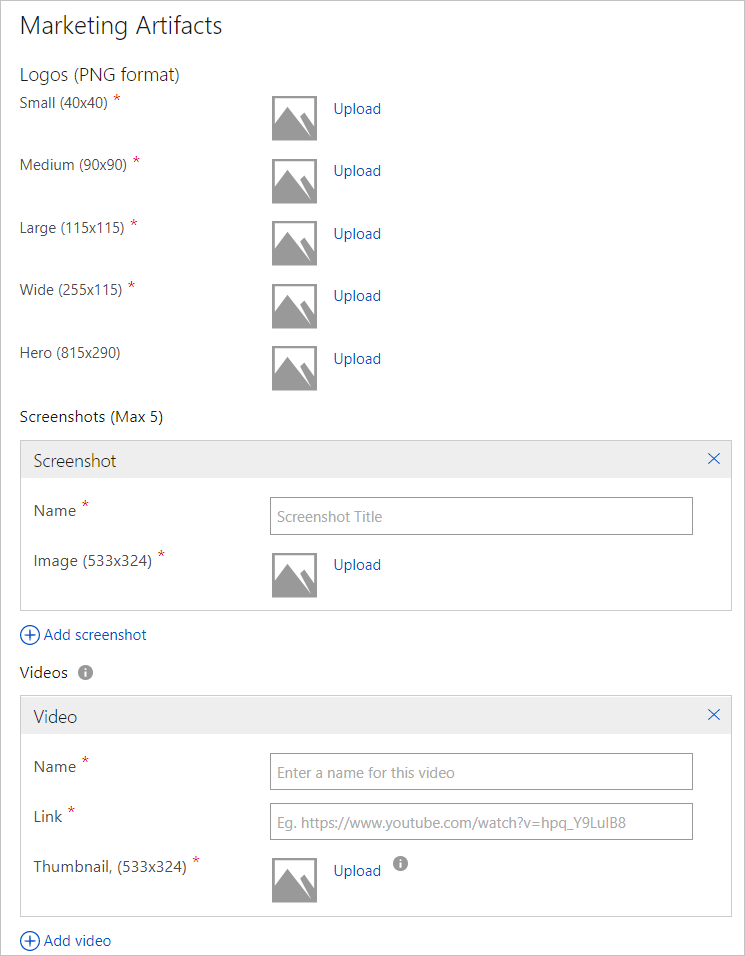 Marketing Artifacts
Logos (PNG format)
Small (40x40) *
Upload
Medium (90x90) *
Upload
Large (115x115) *
Upload
Wide (255x115) *
Upload
Hero (815x290)
Upload
Screenshots (Max 5)
Screenshot
Name *
Screenshot Title
Image (533x324) *
Upload
Add screenshot
Videos
Video
Name *
Enter a name for this video
Link *
Eg. https://www.youtube.com/watch?v=hpq_Y9LuIB8
Thumbnail, (533x324) *
Upload
Add video